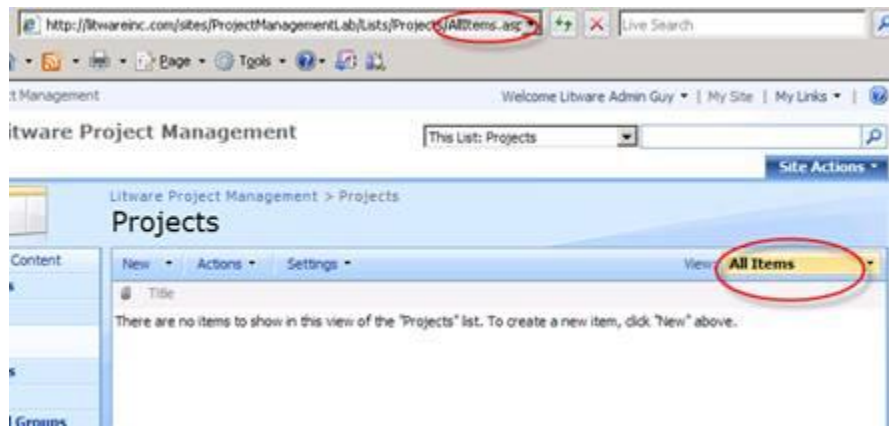 http://litwareinc.com/sites/ProjectManagementLab/Lists/Projects/AllItems.asp Live Search
Page Tools
t Management Welcome Litware Admin Guy | My Site | My Links |
itware Project Management This List: Projects
Site Actions
Litware Project Management > Projects
Projects
Content New Actions Settings View: All Items
s Title
There are no items to show in this view of the "Projects" list. To create a new item, click "New" above.
s
l Groups